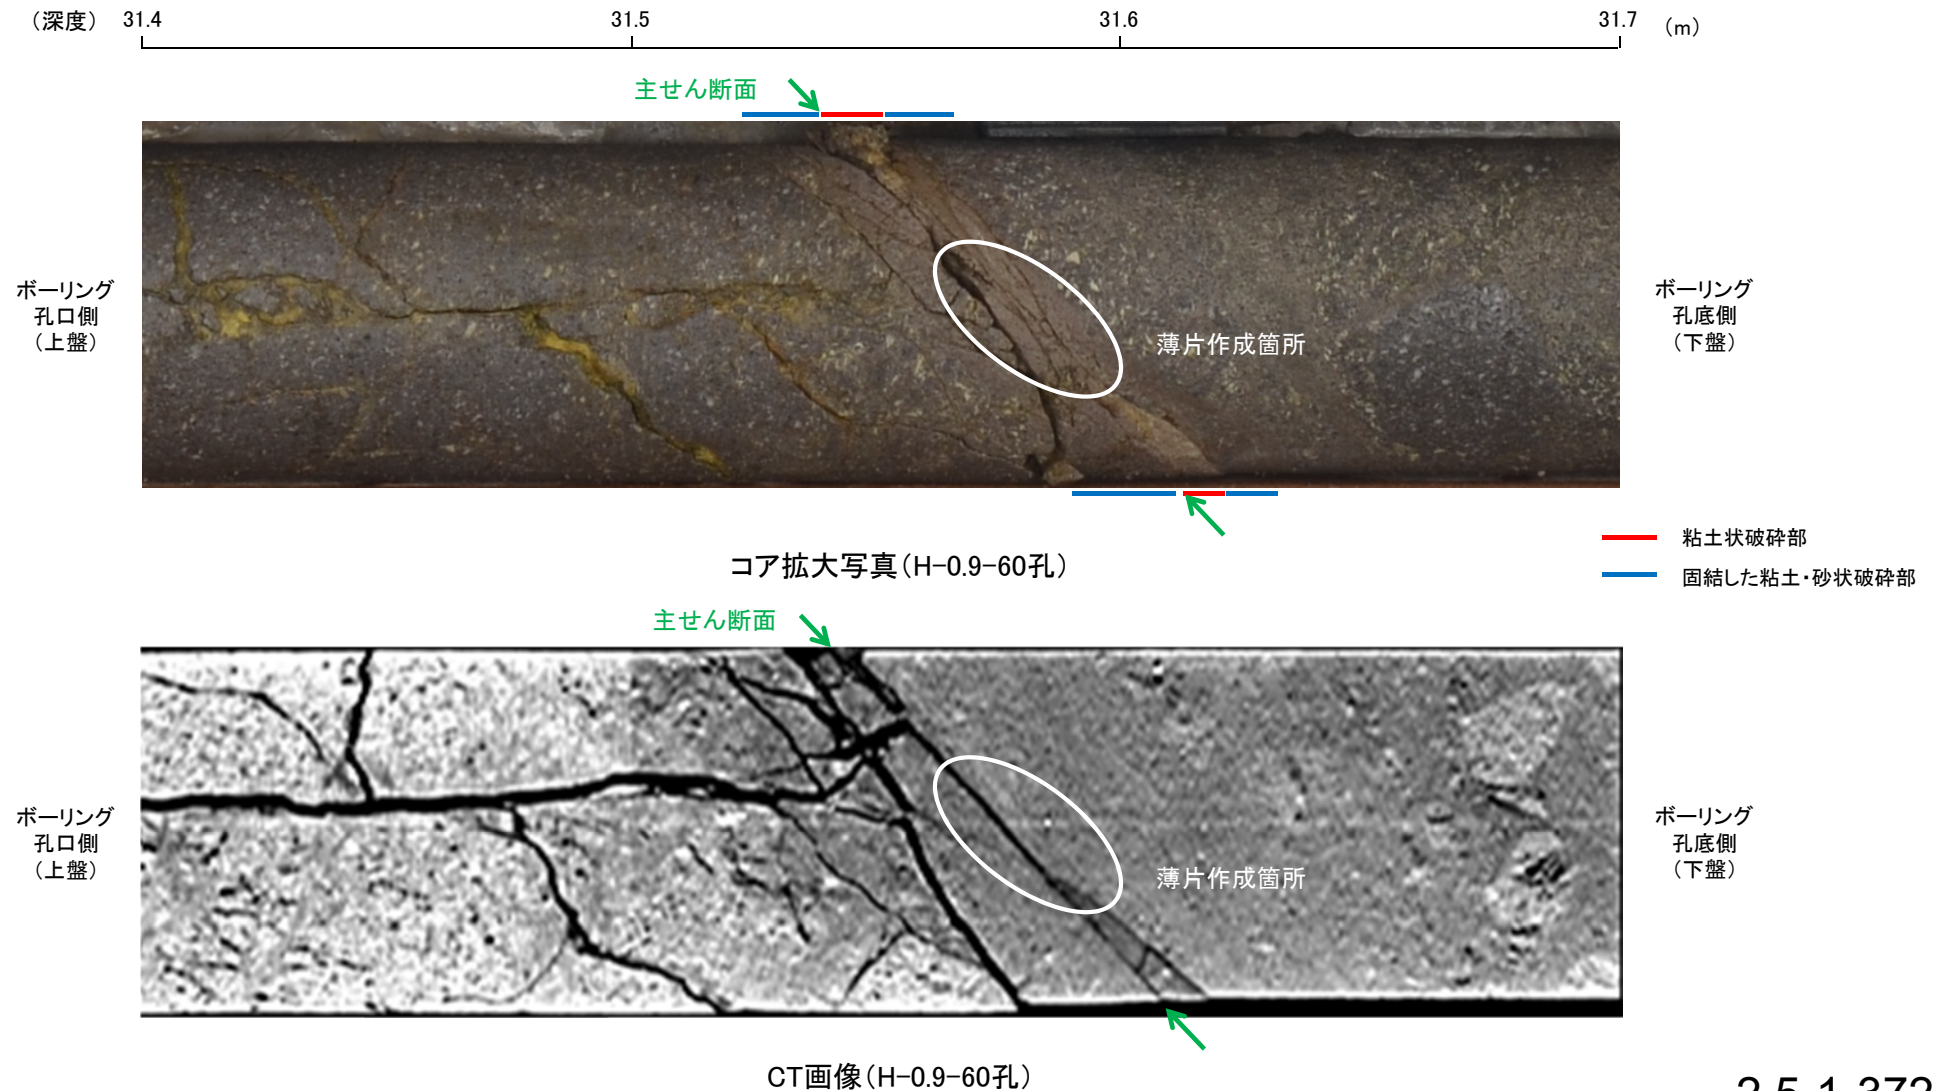 （深度） 31.4 31.5 31.6 31.7 （m）
主せん断面
ボーリング
孔口側
（上盤）
薄片作成箇所
ボーリング
孔底側
（下盤）
コア拡大写真（H-0.9-60孔）
粘土状破砕部
固結した粘土・砂状破砕部
主せん断面
ボーリング
孔口側
（上盤）
薄片作成箇所
ボーリング
孔底側
（下盤）
CT画像（H-0.9-60孔）
2.5-1-372